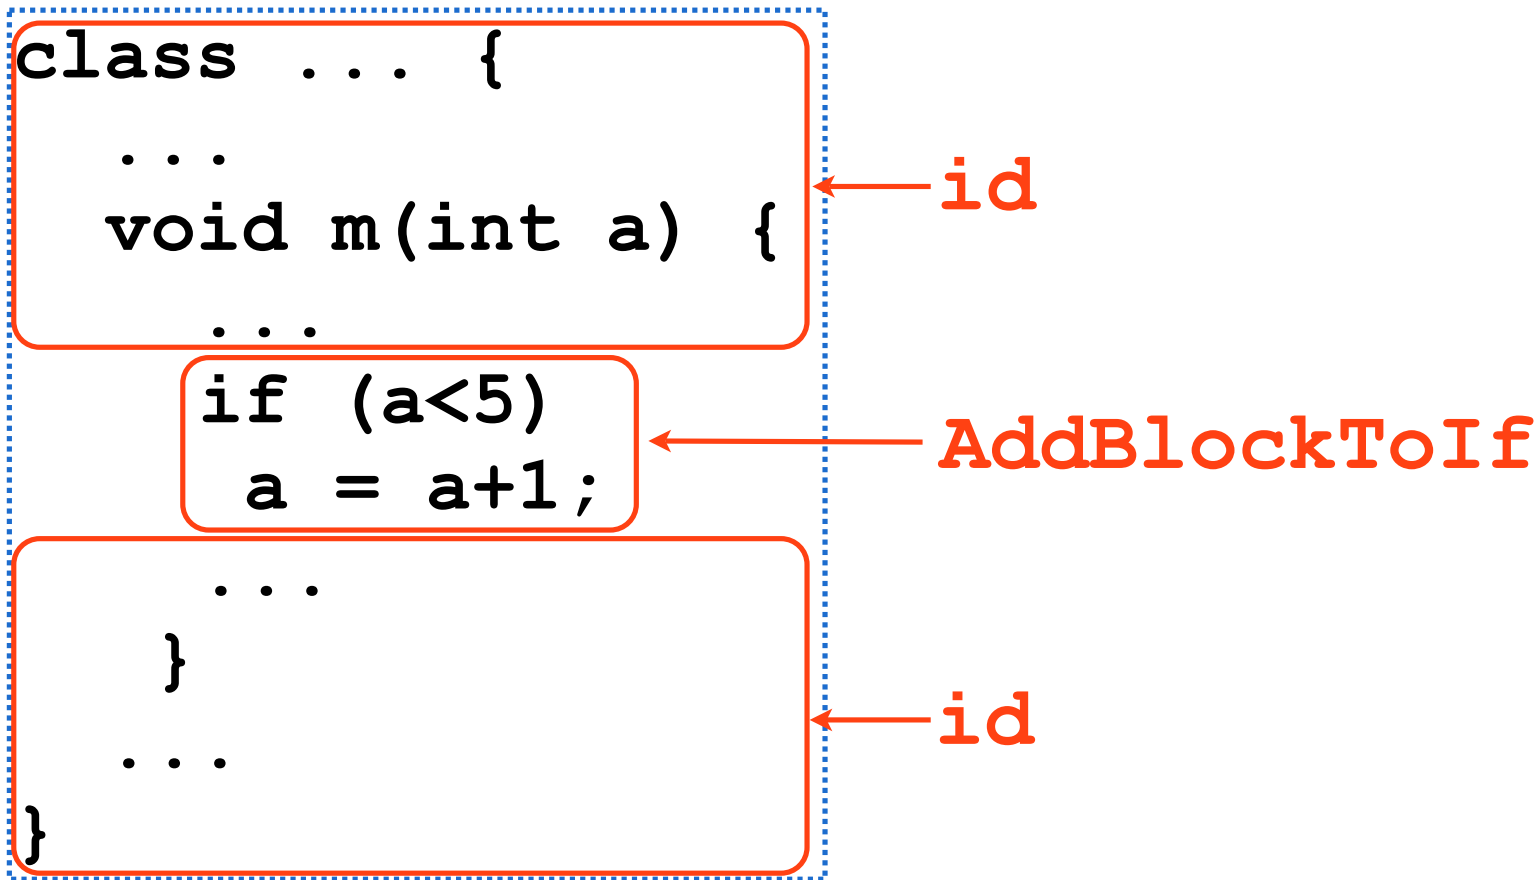 class ... {
...
void m(int a) {
id
...
if (a<5)
AddBlockToIf
a = a+1;
...
}
id
...
}